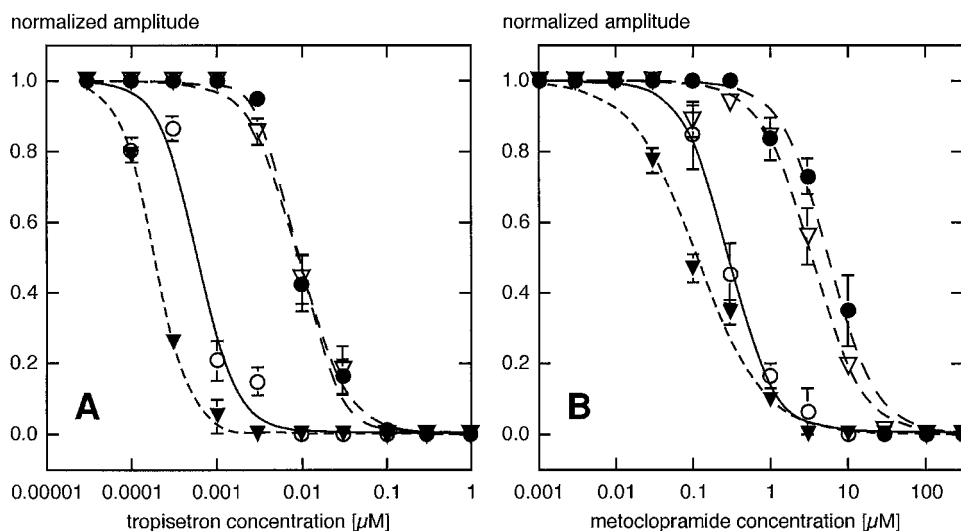 normalized amplitude
normalized amplitude
1.0
0.8
0.6
0.4
0.2
0.0
A
0.00001 0.0001 0.001 0.01 0.1 1
tropisetron concentration [µM]
1.0
0.8
0.6
0.4
0.2
0.0
B
0.001 0.01 0.1 1 10 100
metoclopramide concentration [µM]